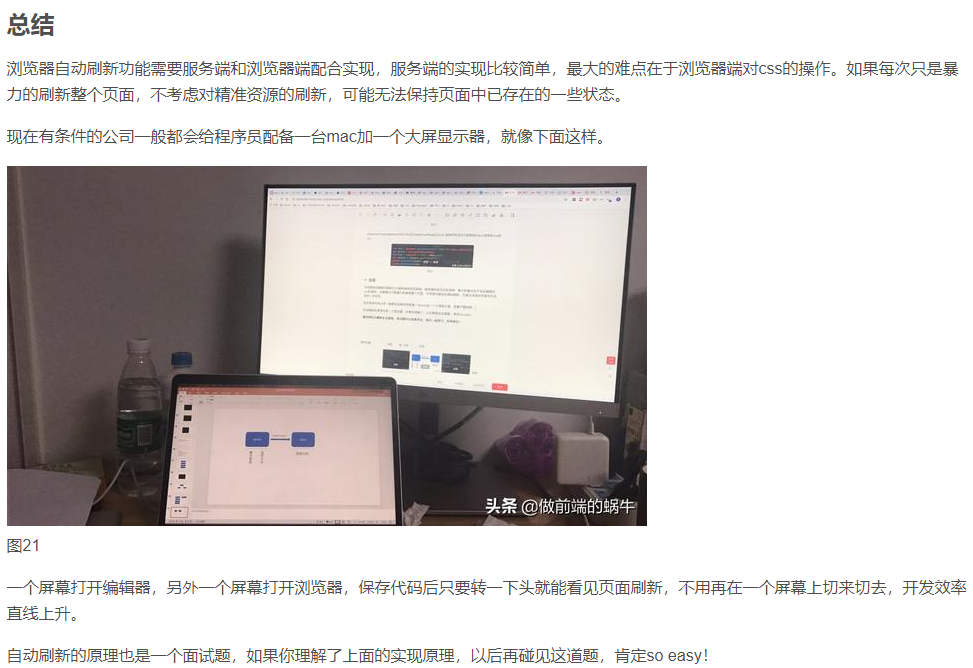 总结
浏览器自动刷新功能需要服务端和浏览器端配合实现，服务端的实现比较简单，最大的难点在于浏览器端对css的操作。如果每次只是暴
力的刷新整个页面，不考虑对精准资源的刷新，可能无法保持页面中已存在的一些状态。
现在有条件的公司一般都会给程序员配备一台mac加一个大屏显示器，就像下面这样。
头条 @做前端的蜗牛
图21
一个屏幕打开编辑器，另外一个屏幕打开浏览器，保存代码后只要转一下头就能看见页面刷新，不用再在一个屏幕上切来切去，开发效率
直线上升。
自动刷新的原理也是一个面试题，如果你理解了上面的实现原理，以后再碰见这道题，肯定so easy！